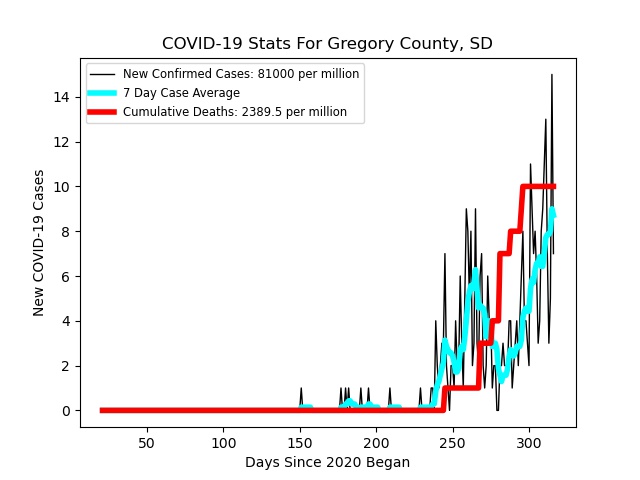 COVID-19 Stats For Gregory County, SD
New Confirmed Cases: 81000 per million
7 Day Case Average
Cumulative Deaths: 2389.5 per million
14
12
10
8
6
4
2
0
New COVID-19 Cases
50 100 150 200 250 300
Days Since 2020 Began